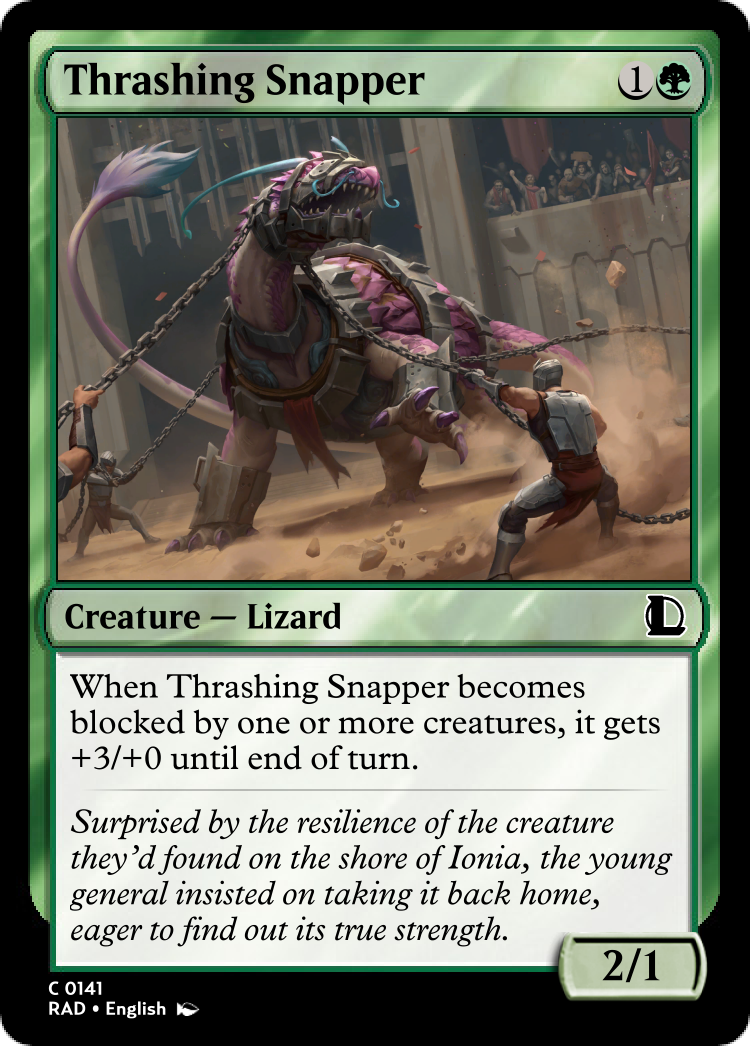 Thrashing Snapper 1
Creature — Lizard
When Thrashing Snapper becomes
blocked by one or more creatures, it gets
+3/+0 until end of turn.
Surprised by the resilience of the creature
they’d found on the shore of Ionia, the young
general insisted on taking it back home,
eager to find out its true strength.
2/1
C 0141
RAD • English